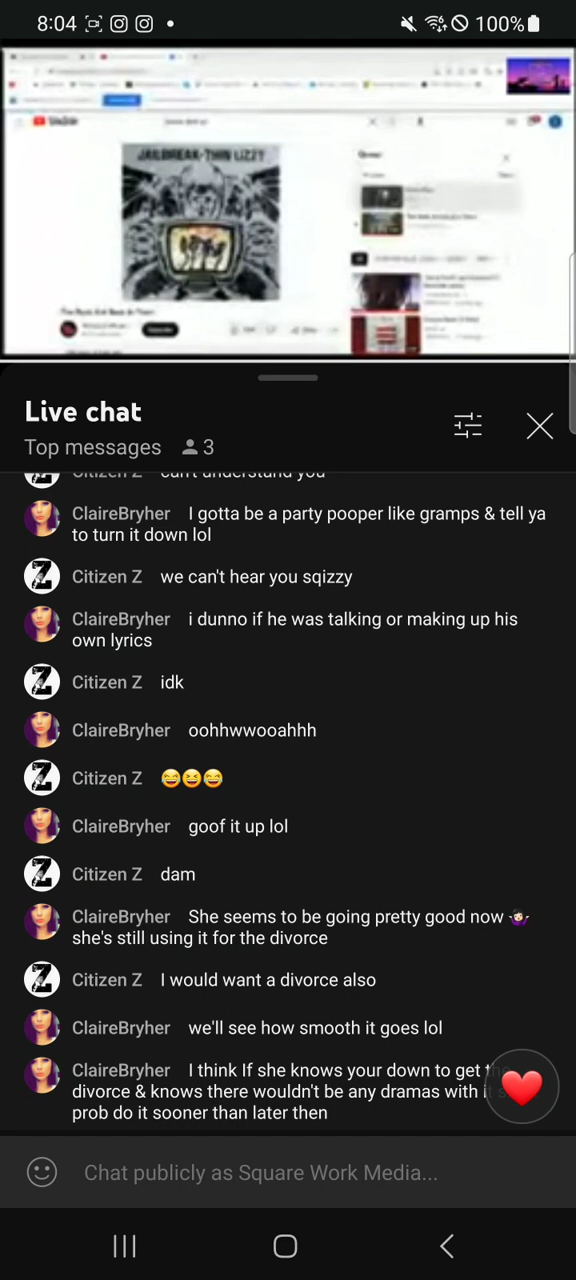 8:04
100%
JAILBREAK-THIN LIZZY
Live chat
Top messages 3
Citizen Z can't understand you
ClaireBryher I gotta be a party pooper like gramps & tell ya
to turn it down lol
Citizen Z we can't hear you sqizzy
ClaireBryher i dunno if he was talking or making up his
own lyrics
Citizen Z idk
ClaireBryher oohhwwooahhh
Citizen Z 😅😆😅
ClaireBryher goof it up lol
Citizen Z dam
ClaireBryher She seems to be going pretty good now 🤷🏻‍♀️
she's still using it for the divorce
Citizen Z I would want a divorce also
ClaireBryher we'll see how smooth it goes lol
ClaireBryher I think If she knows your down to get
divorce & knows there wouldn't be any dramas with
prob do it sooner than later then
Chat publicly as Square Work Media...